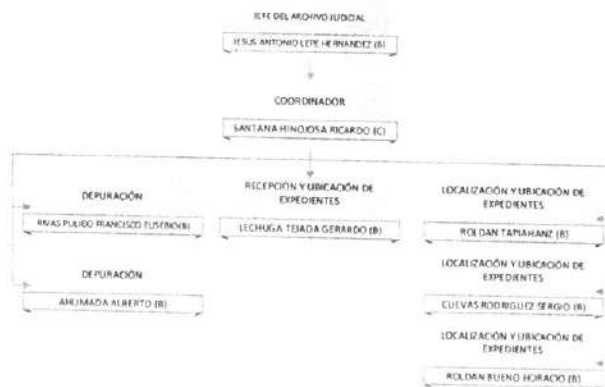 JEFE DEL ARCHIVO JUDICIAL
JESUS ANTONIO LEPE HERNANDEZ (B)
COORDINADOR
SANTANA HINOJOSA RICARDO (C)
DEPURACIÓN
RIVAS PULIDO FRANCISCO EUSEBIO(B)
DEPURACIÓN
AHUMADA ALBERTO (B)
RECEPCIÓN Y UBICACIÓN DE
EXPEDIENTES
LECHUGA TEJADA GERARDO (B)
LOCALIZACIÓN Y UBICACIÓN DE
EXPEDIENTES
ROLDAN TAPIA HANZ (B)
LOCALIZACIÓN Y UBICACIÓN DE
EXPEDIENTES
CUEVAS RODRIGUEZ SERGIO (B)
LOCALIZACIÓN Y UBICACIÓN DE
EXPEDIENTES
ROLDAN BUENO HORACIO (B)